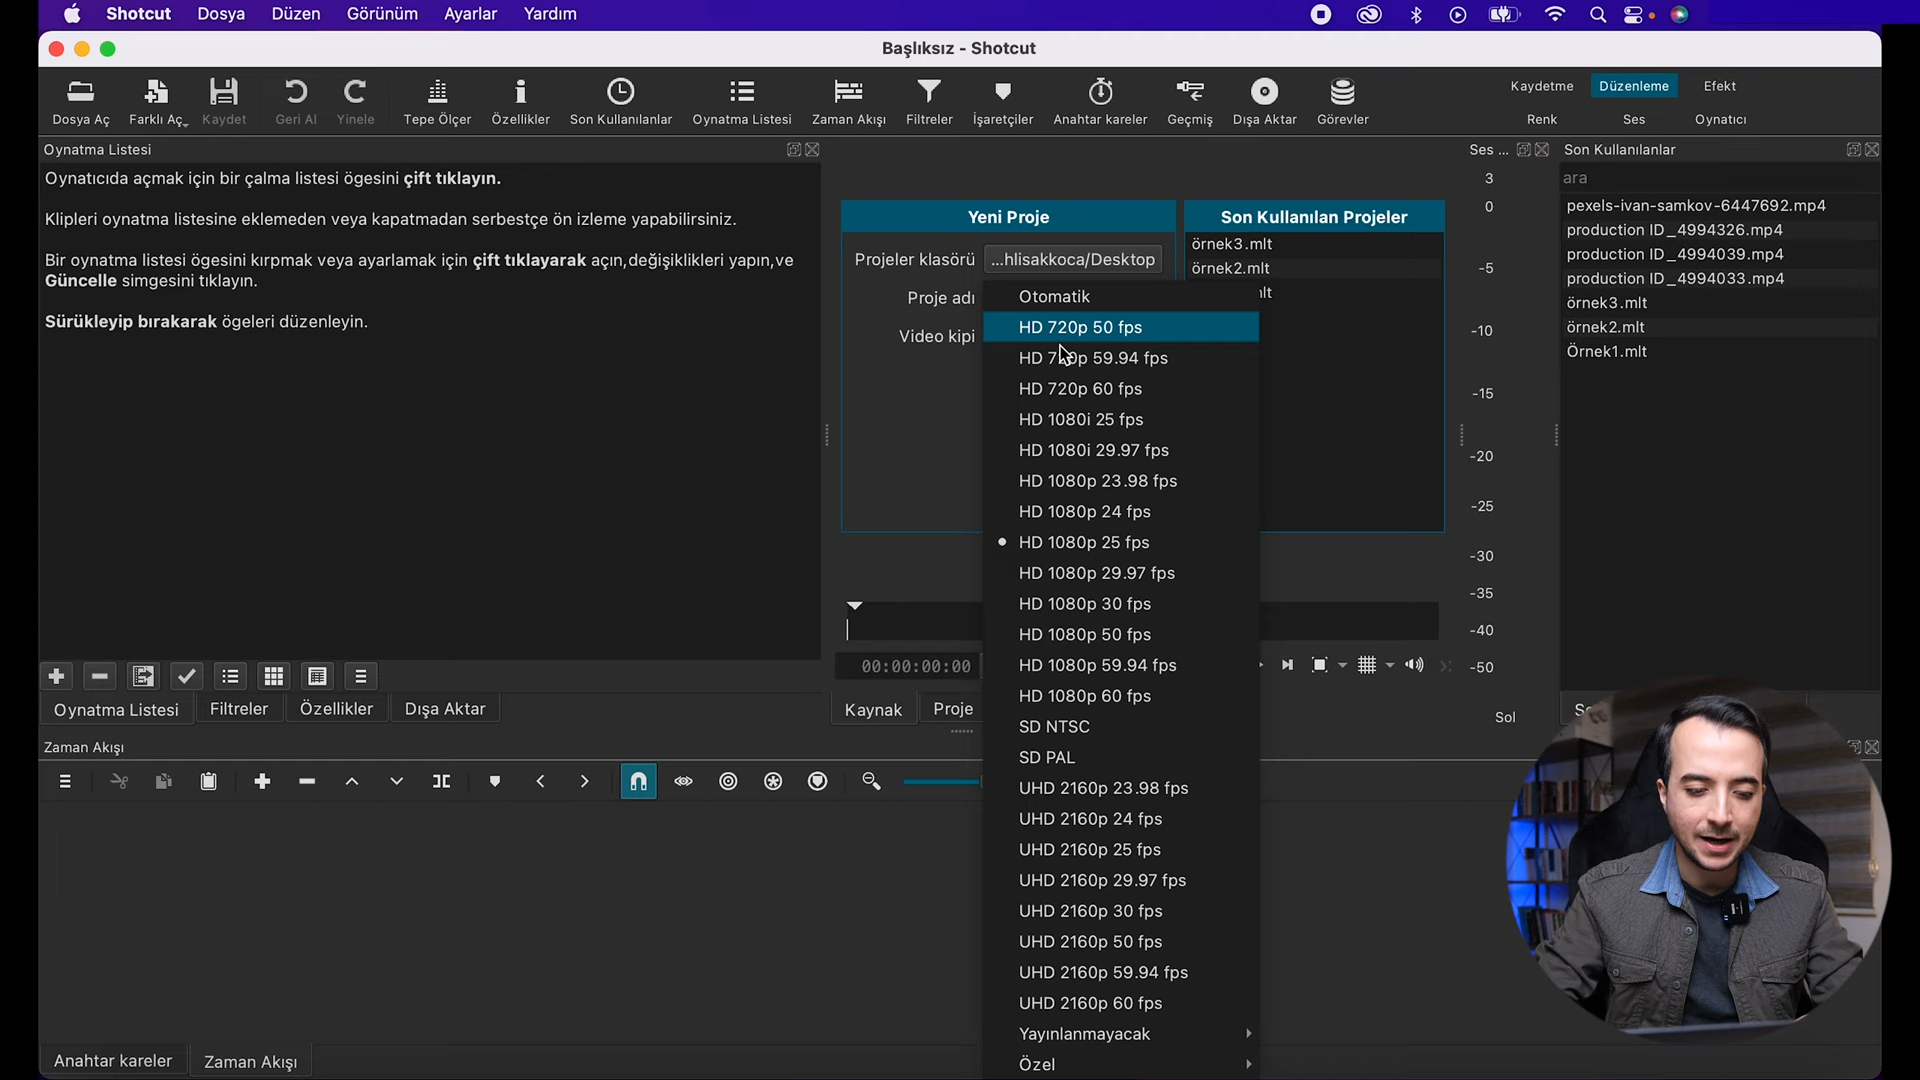 Shotcut Dosya Düzen Görünüm Ayarlar Yardım
Başlıksız - Shotcut
Dosya Aç Farklı Aç Kaydet Geri Al Yinele Tepe Ölçer Özellikler Son Kullanılanlar Oynatma Listesi Zaman Akışı Filtreler İşaretçiler Anahtar kareler Geçmiş Dışa Aktar Görevler
Kaydetme Düzenleme Efekt
Renk Ses Oynatıcı
Oynatma Listesi
Oynatıcıda açmak için bir çalma listesi ögesini çift tıklayın.
Klipleri oynatma listesine eklemeden veya kapatmadan serbestçe ön izleme yapabilirsiniz.
Bir oynatma listesi ögesini kırpmak veya ayarlamak için çift tıklayarak açın,değişiklikleri yapın,ve
Güncelle simgesini tıklayın.
Sürükleyip bırakarak ögeleri düzenleyin.
Oynatma Listesi Filtreler Özellikler Dışa Aktar
Yeni Proje
Projeler klasörü ...hlisakkoca/Desktop
Proje adı
Video kipi
Son Kullanılan Projeler
örnek3.mlt
örnek2.mlt
lt
Otomatik
HD 720p 50 fps
HD 720p 59.94 fps
HD 720p 60 fps
HD 1080i 25 fps
HD 1080i 29.97 fps
HD 1080p 23.98 fps
HD 1080p 24 fps
HD 1080p 25 fps
HD 1080p 29.97 fps
HD 1080p 30 fps
HD 1080p 50 fps
HD 1080p 59.94 fps
HD 1080p 60 fps
SD NTSC
SD PAL
UHD 2160p 23.98 fps
UHD 2160p 24 fps
UHD 2160p 25 fps
UHD 2160p 29.97 fps
UHD 2160p 30 fps
UHD 2160p 50 fps
UHD 2160p 59.94 fps
UHD 2160p 60 fps
Yayınlanmayacak
Özel
00:00:00:00
Kaynak Proje
Ses ...
3
0
-5
-10
-15
-20
-25
-30
-35
-40
-50
Sol
Son Kullanılanlar
ara
pexels-ivan-samkov-6447692.mp4
production ID_4994326.mp4
production ID_4994039.mp4
production ID_4994033.mp4
örnek3.mlt
örnek2.mlt
Örnek1.mlt
Zaman Akışı
Anahtar kareler Zaman Akışı